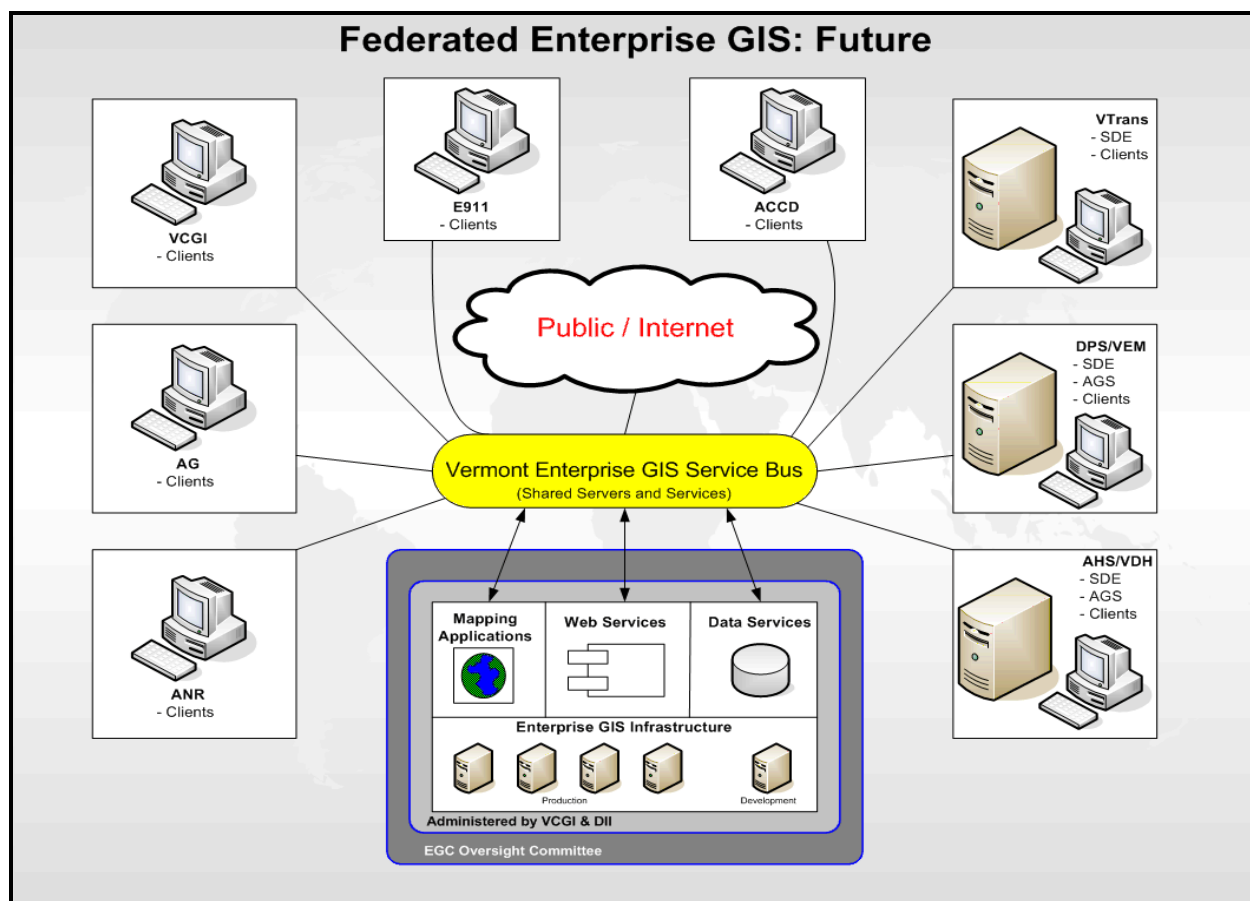 Federated Enterprise GIS: Future
VCGI
- Clients
E911
- Clients
ACCD
- Clients
VTrans
- SDE
- Clients
Public / Internet
AG
- Clients
DPS/VEM
- SDE
- AGS
- Clients
Vermont Enterprise GIS Service Bus
(Shared Servers and Services)
ANR
- Clients
AHS/VDH
- SDE
- AGS
- Clients
Mapping
Applications
Web Services
Data Services
Enterprise GIS Infrastructure
Production
Development
Administered by VCGI & DII
EGC Oversight Committee